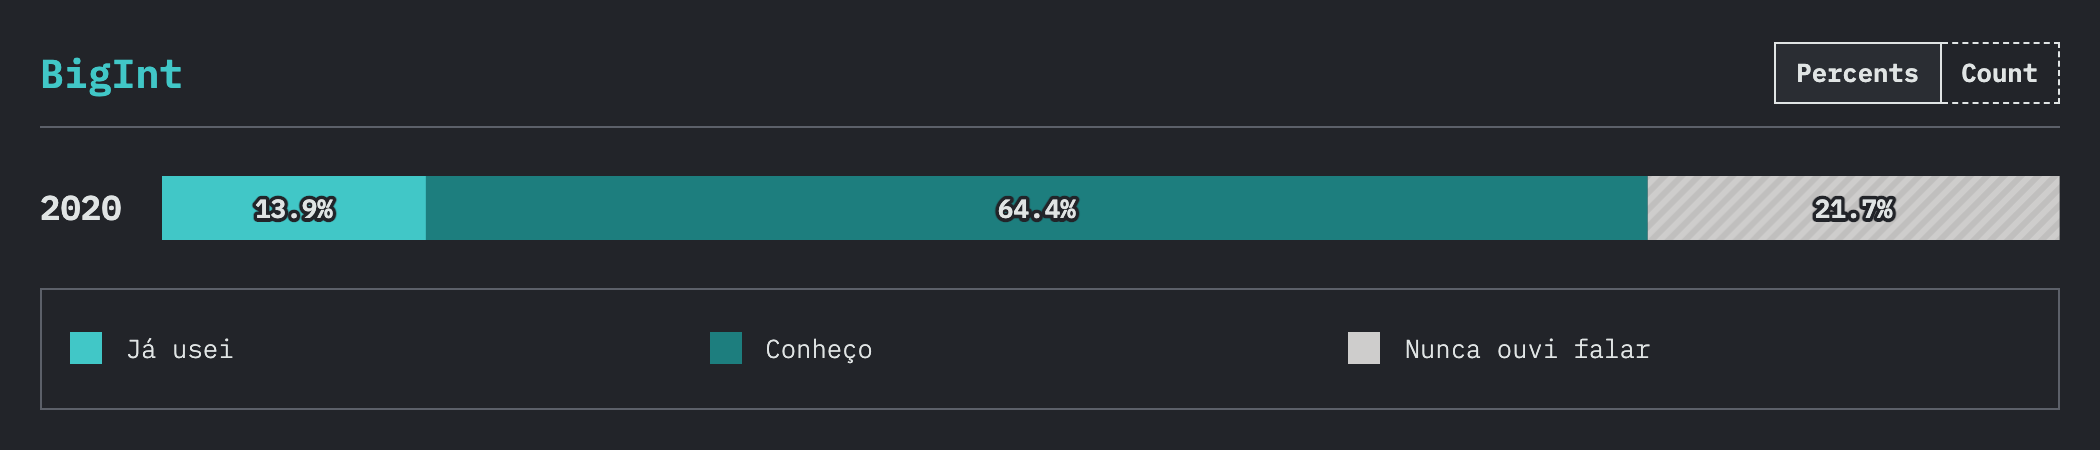 BigInt
Percents Count
2020 13.9% 64.4% 21.7%
Já usei Conheço Nunca ouvi falar